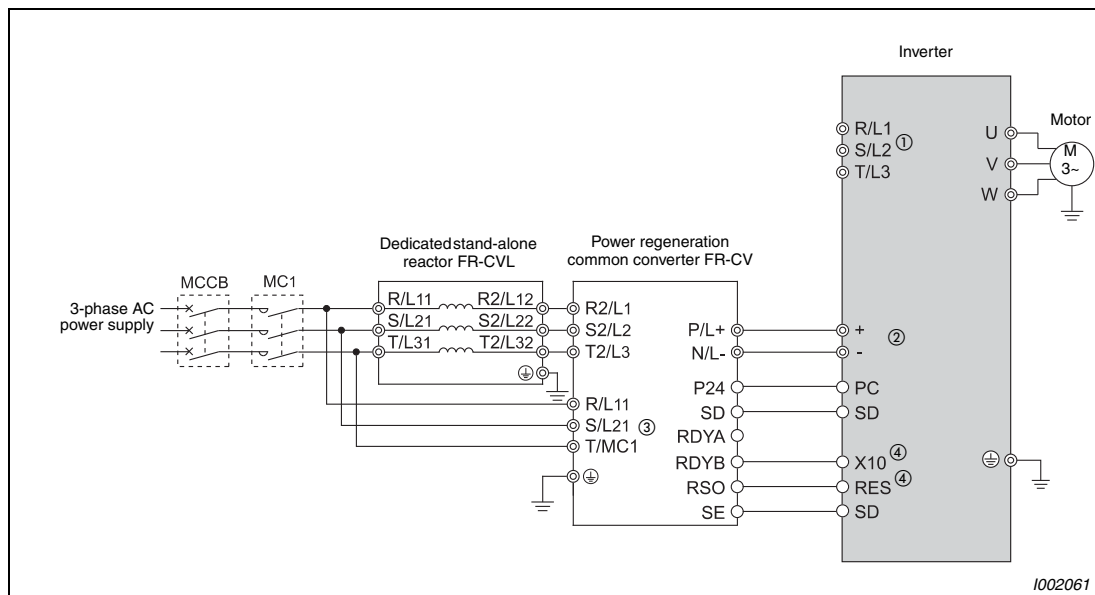 Inverter
R/L1
S/L2 ①
T/L3
U
V
W
Motor
M
3~
Dedicated stand-alone
reactor FR-CVL
Power regeneration
common converter FR-CV
MCCB
MC1
3-phase AC
power supply
R/L11 R2/L12
S/L21 S2/L22
T/L31 T2/L32
R2/L1
S2/L2
T2/L3
R/L11
S/L21 ③
T/MC1
P/L+
N/L-
P24
SD
RDYA
RDYB
RSO
SE
+
②
-
PC
SD
X10 ④
RES ④
SD
I002061